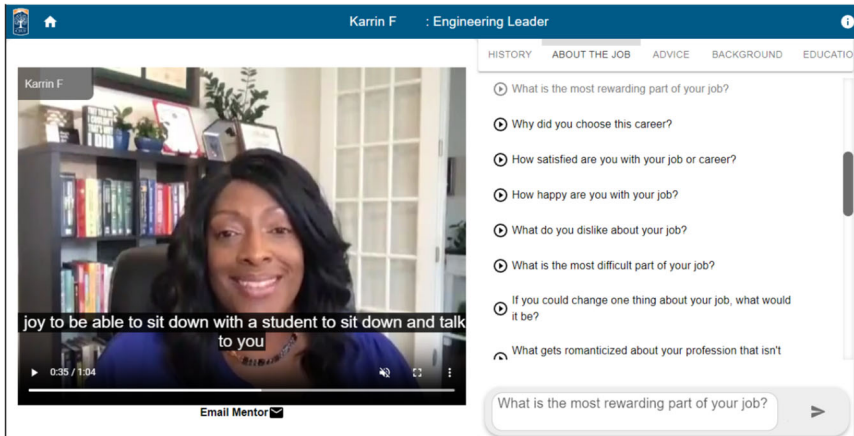 Karrin F : Engineering Leader
Karrin F
joy to be able to sit down with a student to sit down and talk
to you
0:35 / 1:04
Email Mentor
HISTORY ABOUT THE JOB ADVICE BACKGROUND EDUCATIO
What is the most rewarding part of your job?
Why did you choose this career?
How satisfied are you with your job or career?
How happy are you with your job?
What do you dislike about your job?
What is the most difficult part of your job?
If you could change one thing about your job, what would
it be?
What gets romanticized about your profession that isn't
What is the most rewarding part of your job?